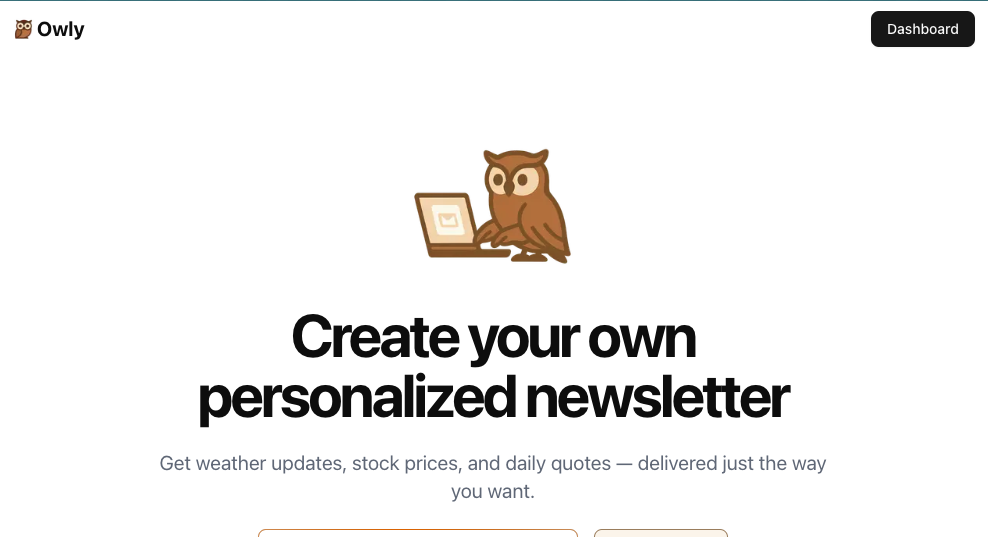 Owly
Dashboard
Create your own
personalized newsletter
Get weather updates, stock prices, and daily quotes — delivered just the way
you want.